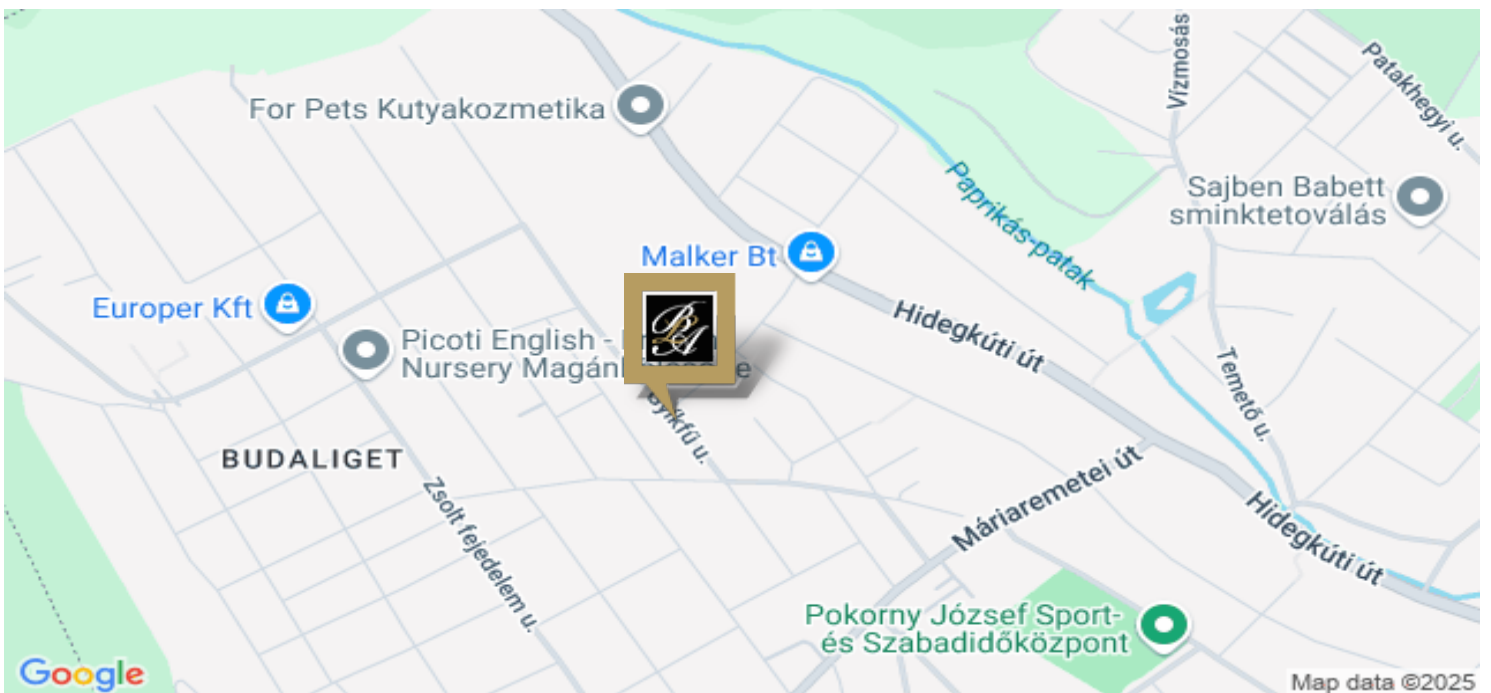 Vízmosás
Patakhegyi u.
For Pets Kutyakozmetika
Paprikás-patak
Sajben Babett
sminktetoválás
Malker Bt
Europer Kft
Hidegkúti út
Picoti English -
Nursery
Temető u.
BUDALIGET
Zsolt fejedelem u.
Máriaremetei út
Hidegkúti út
Pokorny József Sport-
és Szabadidőközpont
Google
Map data ©2025